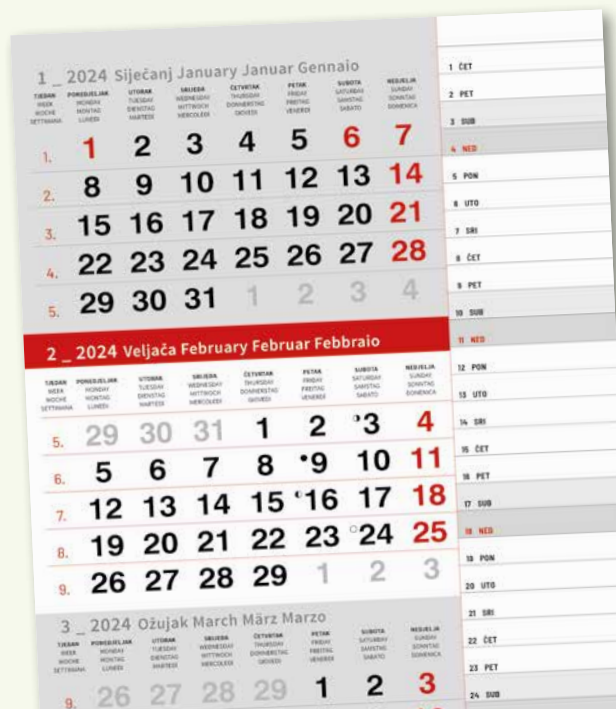 1 _ 2024 Siječanj January Januar Gennaio
TJEDAN PONEDJELJAK UTORAK SRIJEDA ČETVRTAK PETAK SUBOTA NEDJELJA
WEEK MONDAY TUESDAY WEDNESDAY THURSDAY FRIDAY SATURDAY SUNDAY
WOCHE MONTAG DIENSTAG MITTWOCH DONNERSTAG FREITAG SAMSTAG SONNTAG
SETTIMANA LUNEDI MARTEDI MERCOLEDI GIOVEDI VENERDI SABATO DOMENICA
1. 1 2 3 4 5 6 7
2. 8 9 10 11 12 13 14
3. 15 16 17 18 19 20 21
4. 22 23 24 25 26 27 28
5. 29 30 31 1 2 3 4
2 _ 2024 Veljača February Februar Febbraio
TJEDAN PONEDJELJAK UTORAK SRIJEDA ČETVRTAK PETAK SUBOTA NEDJELJA
WEEK MONDAY TUESDAY WEDNESDAY THURSDAY FRIDAY SATURDAY SUNDAY
WOCHE MONTAG DIENSTAG MITTWOCH DONNERSTAG FREITAG SAMSTAG SONNTAG
SETTIMANA LUNEDI MARTEDI MERCOLEDI GIOVEDI VENERDI SABATO DOMENICA
5. 29 30 31 1 2 3 4
6. 5 6 7 8 9 10 11
7. 12 13 14 15 16 17 18
8. 19 20 21 22 23 24 25
9. 26 27 28 29 1 2 3
3 _ 2024 Ožujak March März Marzo
TJEDAN PONEDJELJAK UTORAK SRIJEDA ČETVRTAK PETAK SUBOTA NEDJELJA
WEEK MONDAY TUESDAY WEDNESDAY THURSDAY FRIDAY SATURDAY SUNDAY
WOCHE MONTAG DIENSTAG MITTWOCH DONNERSTAG FREITAG SAMSTAG SONNTAG
SETTIMANA LUNEDI MARTEDI MERCOLEDI GIOVEDI VENERDI SABATO DOMENICA
9. 26 27 28 29 1 2 3
1 ČET
2 PET
3 SUB
4 NED
5 PON
6 UTO
7 SRI
8 ČET
9 PET
10 SUB
11 NED
12 PON
13 UTO
14 SRI
15 ČET
16 PET
17 SUB
18 NED
19 PON
20 UTO
21 SRI
22 ČET
23 PET
24 SUB